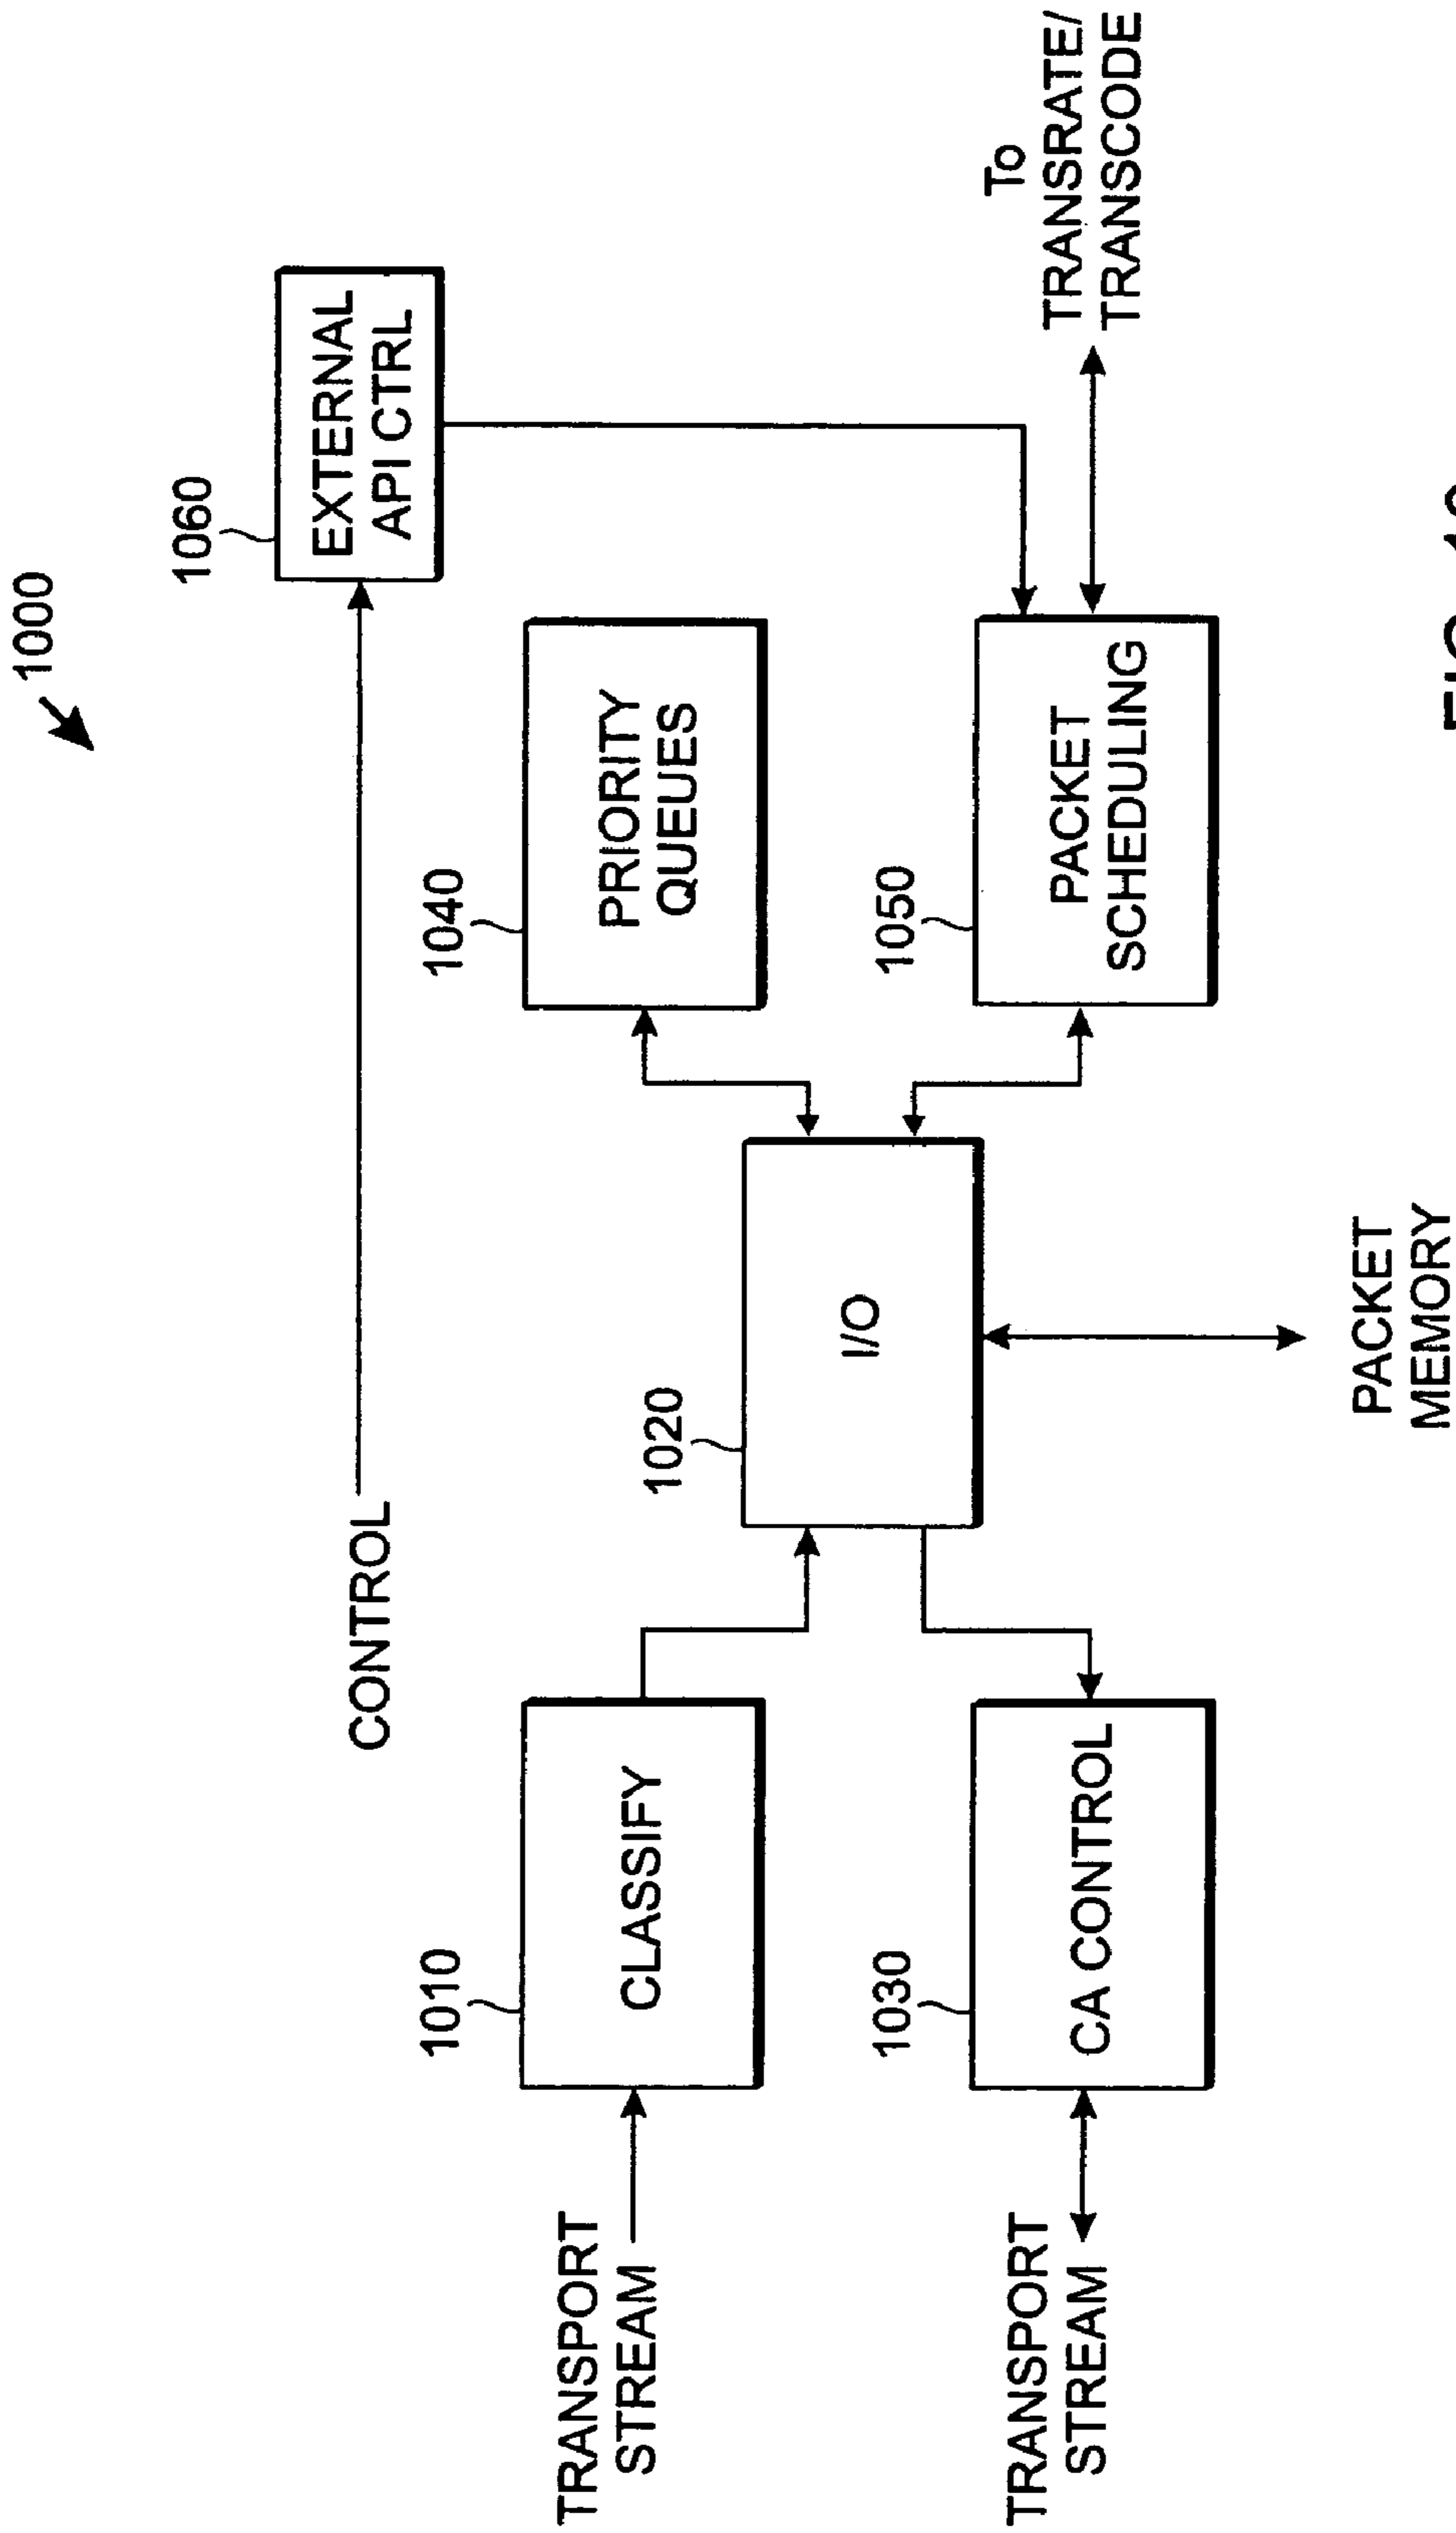 1000
1060
EXTERNAL
API CTRL
CONTROL
1010
CLASSIFY
TRANSPORT
STREAM
1020
I/O
1040
PRIORITY
QUEUES
1030
CA CONTROL
TRANSPORT
STREAM
1050
PACKET
SCHEDULING
To
TRANSRATE/
TRANSCODE
PACKET
MEMORY